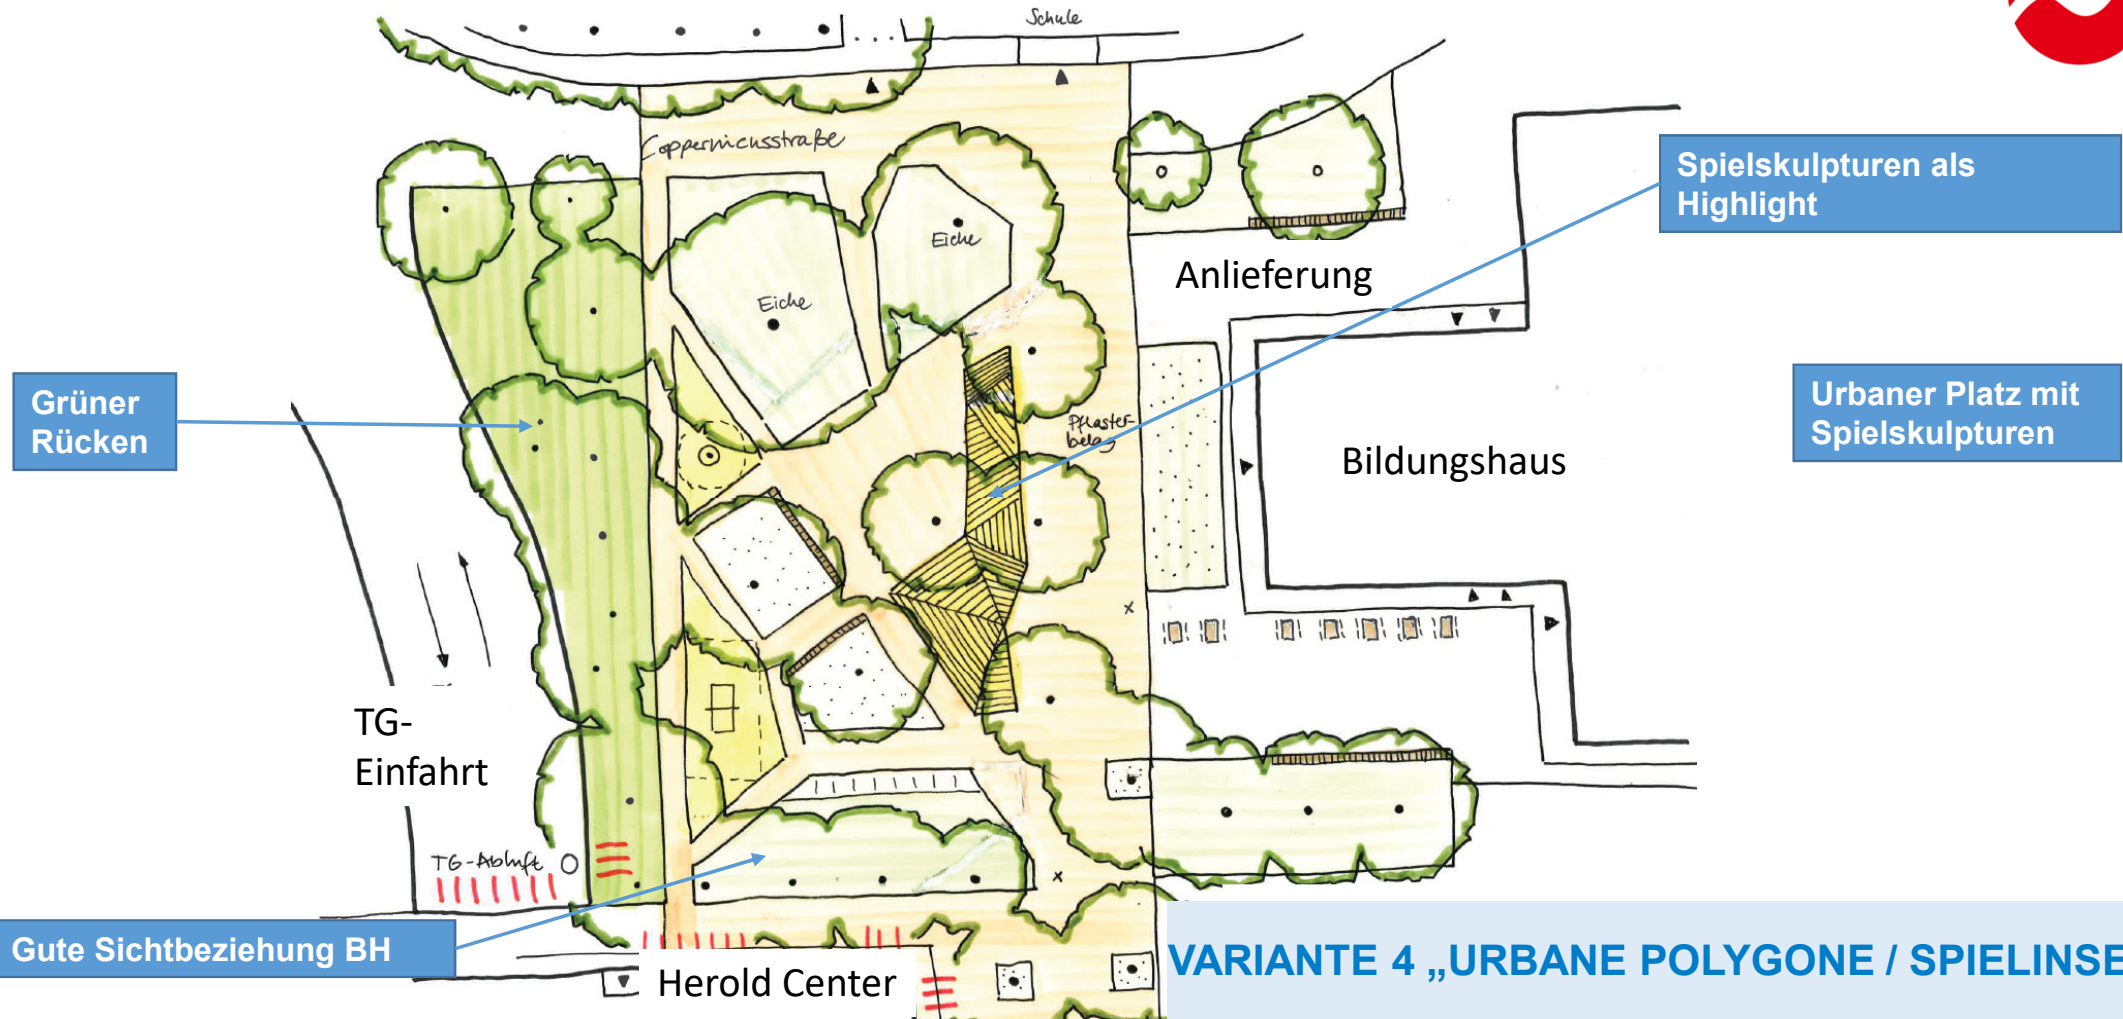 Schule
Coppernicusstraße
Spielskulpturen als
Highlight
Eiche
Eiche
Anlieferung
Grüner
Rücken
Pflaster-
belag
Urbaner Platz mit
Spielskulpturen
Bildungshaus
TG-
Einfahrt
TG-Abluft
Gute Sichtbeziehung BH
Herold Center
VARIANTE 4 „URBANE POLYGONE / SPIELINSE